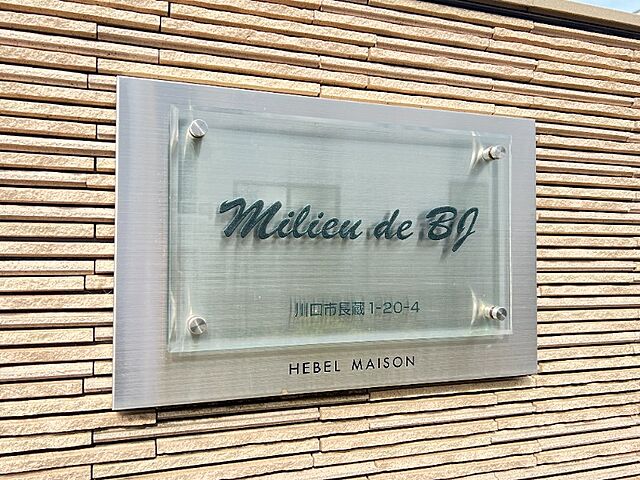 Milieu de BJ
川口市長蔵1-20-4
HEBEL MAISON